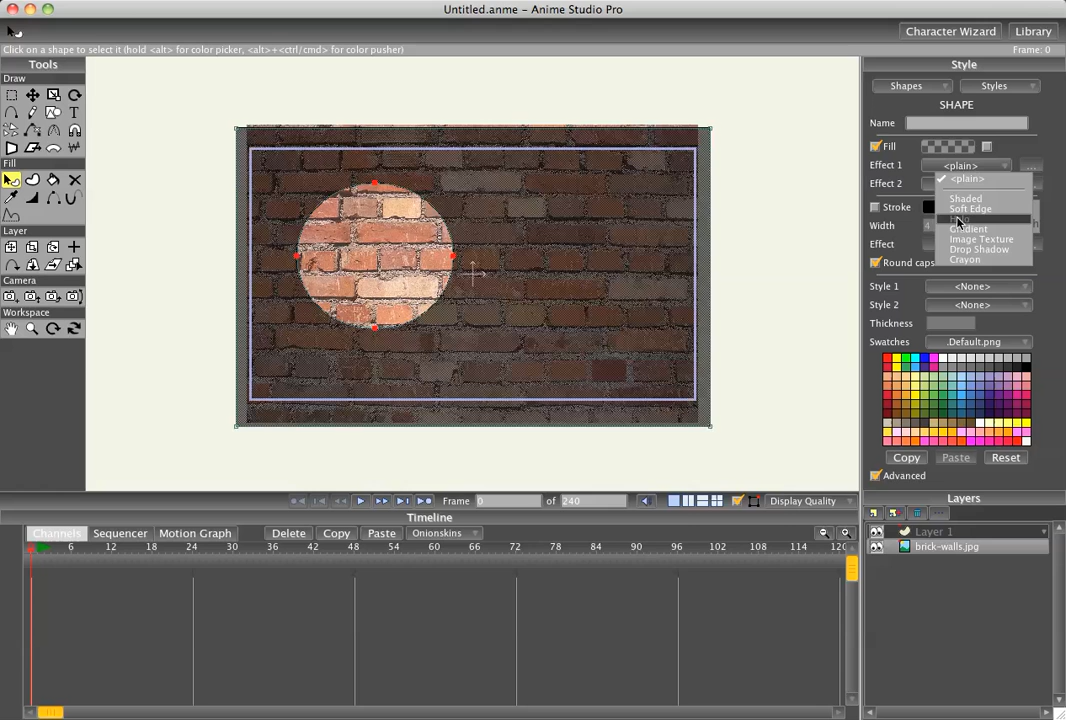 Untitled.anme - Anime Studio Pro
Character Wizard
Library
Click on a shape to select it (hold <alt> for color picker, <alt>+<ctrl/cmd> for color pusher)
Frame: 0
Tools
Draw
T
Fill
Layer
Camera
Workspace
Style
Shapes
Styles
SHAPE
Name
Fill
Effect 1
<plain>
...
Effect 2
<plain>
Shaded
Soft Edge
Gradient
Image Texture
Drop Shadow
Crayon
Stroke
Width
4
h
Effect
Round caps
Style 1
<None>
Style 2
<None>
Thickness
Swatches
.Default.png
Copy
Paste
Reset
Advanced
Layers
Layer 1
brick-walls.jpg
Frame
0
of
240
Display Quality
Timeline
Channels
Sequencer
Motion Graph
Delete
Copy
Paste
Onionskins
6 12 18 24 30 36 42 48 54 60 66 72 78 84 90 96 102 108 114 120